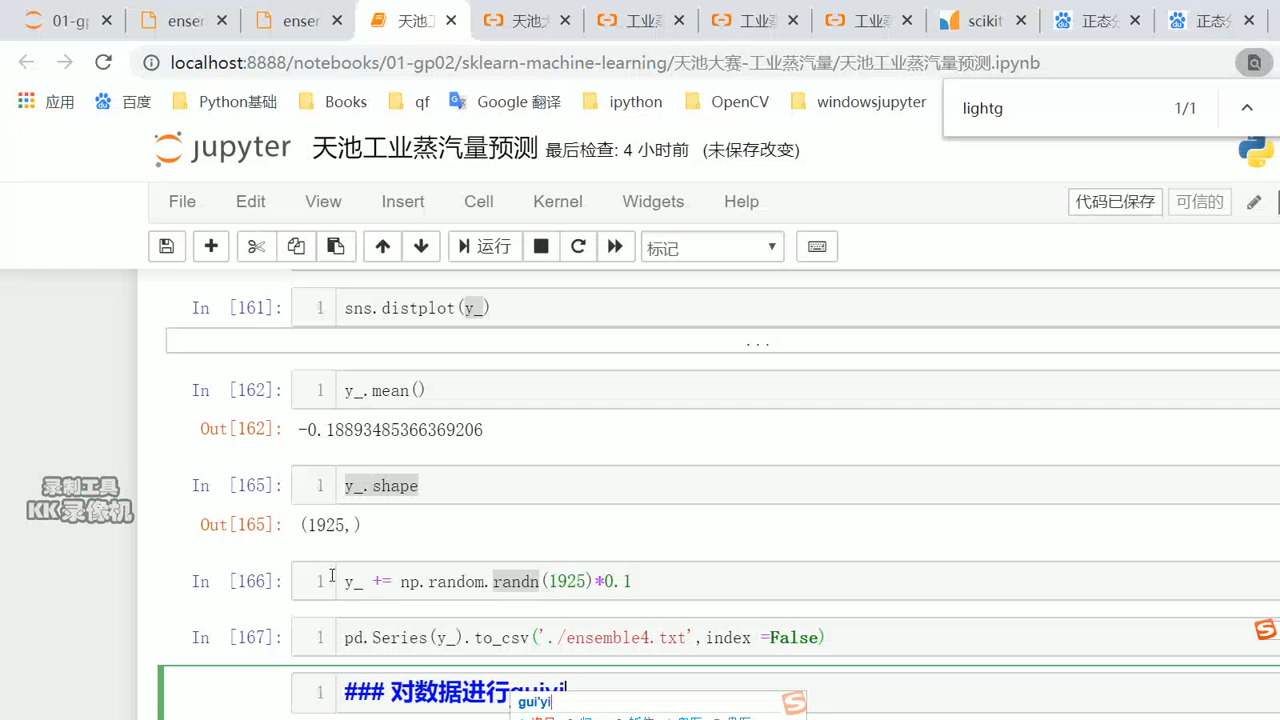 01-gp
enser
enser
天池工
天池大
工业蒸
工业蒸
工业蒸
scikit
正态分
正态分
localhost:8888/notebooks/01-gp02/sklearn-machine-learning/天池大赛-工业蒸汽量/天池工业蒸汽量预测.ipynb
应用 百度 Python基础 Books qf Google 翻译 ipython OpenCV windowsjupyter
lightg 1/1
jupyter 天池工业蒸汽量预测 最后检查: 4 小时前 (未保存改变)
File Edit View Insert Cell Kernel Widgets Help
代码已保存 可信的
运行 标记
In [161]: 1 sns.distplot(y_)
...
In [162]: 1 y_.mean()
Out[162]: -0.18893485366369206
In [165]: 1 y_.shape
Out[165]: (1925,)
In [166]: 1 y_ += np.random.randn(1925)*0.1
In [167]: 1 pd.Series(y_).to_csv('./ensemble4.txt',index =False)
1 ### 对数据进行guiyi
gui'yi
录制工具
KK录像机